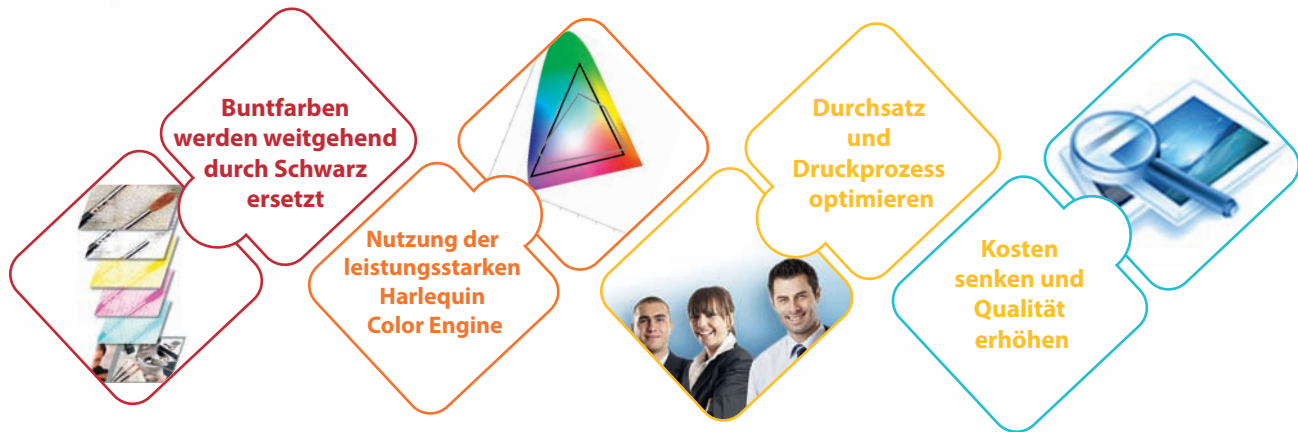 Buntfarben
werden weitgehend
durch Schwarz
ersetzt
Nutzung der
leistungsstarken
Harlequin
Color Engine
Durchsatz
und
Druckprozess
optimieren
Kosten
senken und
Qualität
erhöhen